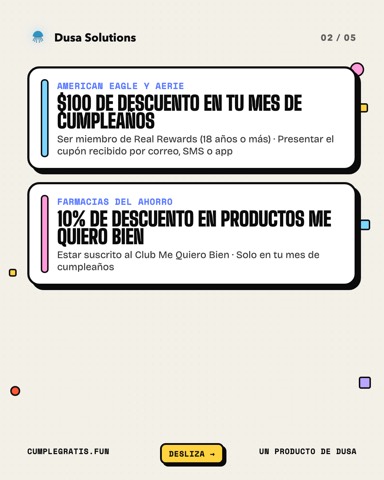 Dusa Solutions
02 / 05
AMERICAN EAGLE Y AERIE
$100 DE DESCUENTO EN TU MES DE
CUMPLEAÑOS
Ser miembro de Real Rewards (18 años o más) · Presentar el
cupón recibido por correo, SMS o app
FARMACIAS DEL AHORRO
10% DE DESCUENTO EN PRODUCTOS ME
QUIERO BIEN
Estar suscrito al Club Me Quiero Bien · Solo en tu mes de
cumpleaños
CUMPLEGRATIS.FUN
DESLIZA →
UN PRODUCTO DE DUSA